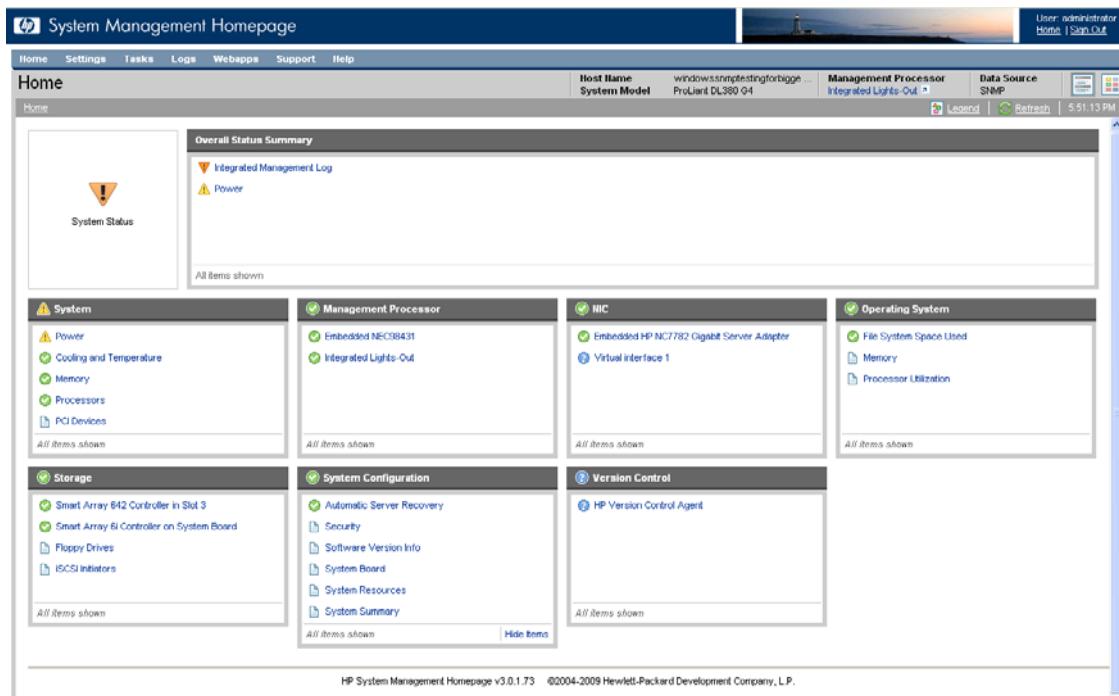 hp System Management Homepage
User: administrator
Home | Sign Out
Home Settings Tasks Logs Webapps Support Help
Home
Host Name windowssnmptestingforbigge ...
System Model ProLiant DL380 G4
Management Processor
Integrated Lights-Out
Data Source
SNMP
Home
Legend | Refresh | 5:51:13 PM
System Status
Overall Status Summary
Integrated Management Log
Power
All items shown
System
Power
Cooling and Temperature
Memory
Processors
PCI Devices
All items shown
Management Processor
Embedded NEC98431
Integrated Lights-Out
All items shown
NIC
Embedded HP NC7782 Gigabit Server Adapter
Virtual interface 1
All items shown
Operating System
File System Space Used
Memory
Processor Utilization
All items shown
Storage
Smart Array 642 Controller in Slot 3
Smart Array 6i Controller on System Board
Floppy Drives
iSCSI Initiators
All items shown
System Configuration
Automatic Server Recovery
Security
Software Version Info
System Board
System Resources
System Summary
All items shown Hide Items
Version Control
HP Version Control Agent
All items shown
HP System Management Homepage v3.0.1.73 ©2004-2009 Hewlett-Packard Development Company, L.P.